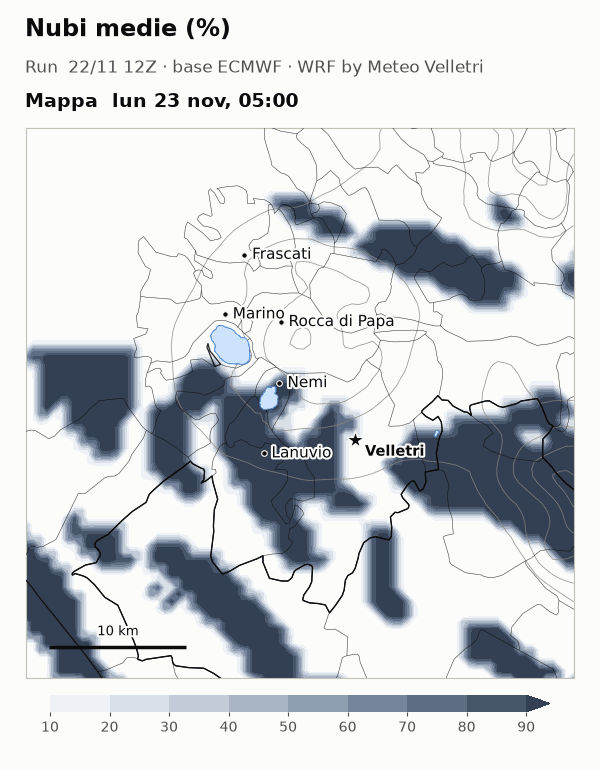 Nubi medie (%)
Run 22/11 12Z · base ECMWF · WRF by Meteo Velletri
Mappa lun 23 nov, 05:00
Frascati
Marino
Rocca di Papa
Nemi
Velletri
Lanuvio
10 km
10 20 30 40 50 60 70 80 90